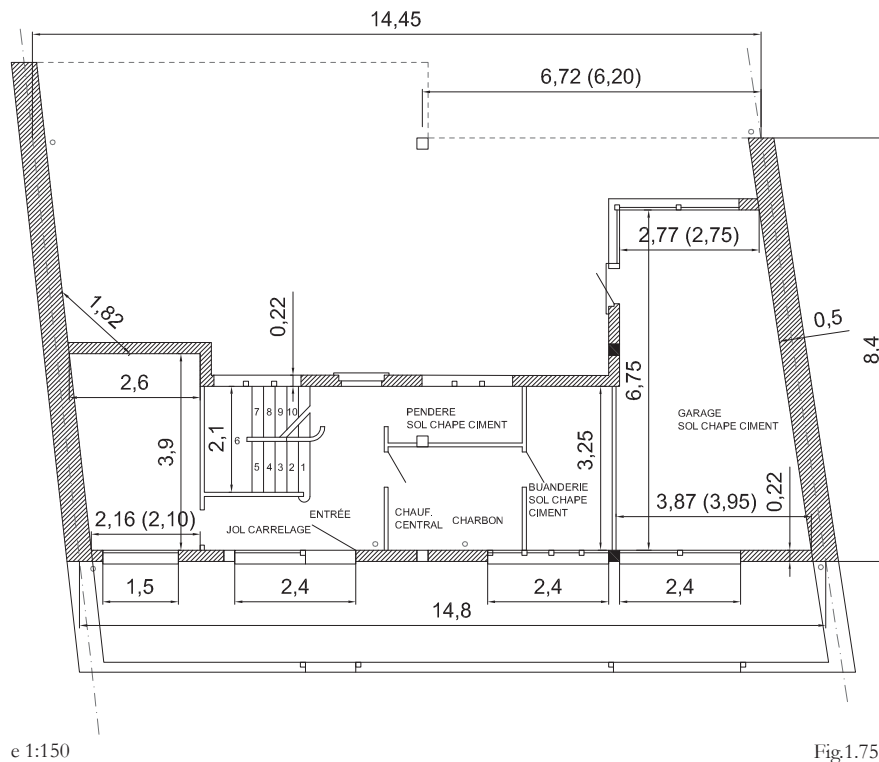 14,45
6,72 (6,20)
2,77 (2,75)
1,82
0,22
0,5
8,4
2,6
6,75
7 8 9 10
PENDERE
SOL CHAPE CIMENT
GARAGE
SOL CHAPE CIMENT
2,1
6
3,9
3,25
5 4 3 2 1
BUANDERIE
SOL CHAPE
CIMENT
0,22
3,87 (3,95)
2,16 (2,10)
ENTRÉE
JOL CARRELAGE
CHAUF.
CENTRAL
CHARBON
1,5
2,4
2,4
2,4
14,8
e 1:150
Fig.1.75